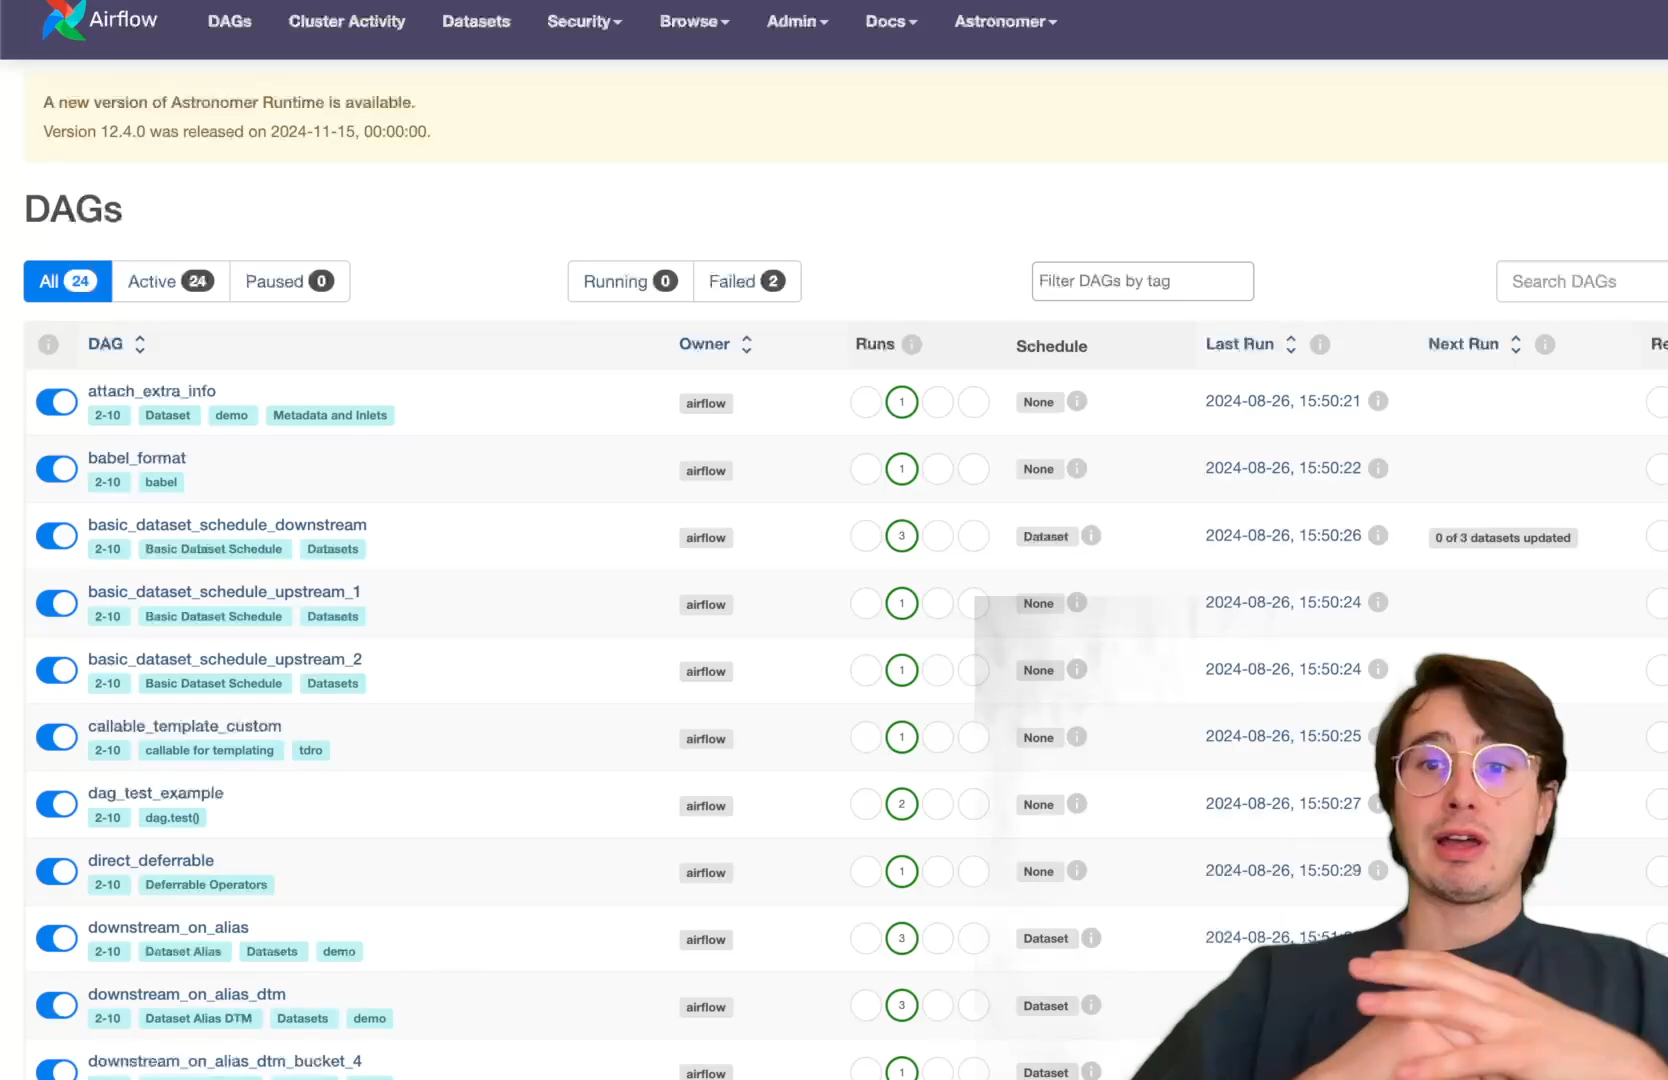 Airflow DAGs Cluster Activity Datasets Security Browse Admin Docs Astronomer
A new version of Astronomer Runtime is available.
Version 12.4.0 was released on 2024-11-15, 00:00:00.
DAGs
All 24 Active 24 Paused 0 Running 0 Failed 2 Filter DAGs by tag Search DAGs
DAG Owner Runs Schedule Last Run Next Run
attach_extra_info
2-10 Dataset demo Metadata and Inlets airflow 1 None 2024-08-26, 15:50:21
babel_format
2-10 babel airflow 1 None 2024-08-26, 15:50:22
basic_dataset_schedule_downstream
2-10 Basic Dataset Schedule Datasets airflow 3 Dataset 2024-08-26, 15:50:26 0 of 3 datasets updated
basic_dataset_schedule_upstream_1
2-10 Basic Dataset Schedule Datasets airflow 1 None 2024-08-26, 15:50:24
basic_dataset_schedule_upstream_2
2-10 Basic Dataset Schedule Datasets airflow 1 None 2024-08-26, 15:50:24
callable_template_custom
2-10 callable for templating tdro airflow 1 None 2024-08-26, 15:50:25
dag_test_example
2-10 dag.test() airflow 2 None 2024-08-26, 15:50:27
direct_deferrable
2-10 Deferrable Operators airflow 1 None 2024-08-26, 15:50:29
downstream_on_alias
2-10 Dataset Alias Datasets demo airflow 3 Dataset 2024-08-26,
downstream_on_alias_dtm
2-10 Dataset Alias DTM Datasets demo airflow 3 Dataset
downstream_on_alias_dtm_bucket_4
airflow 1 Dataset